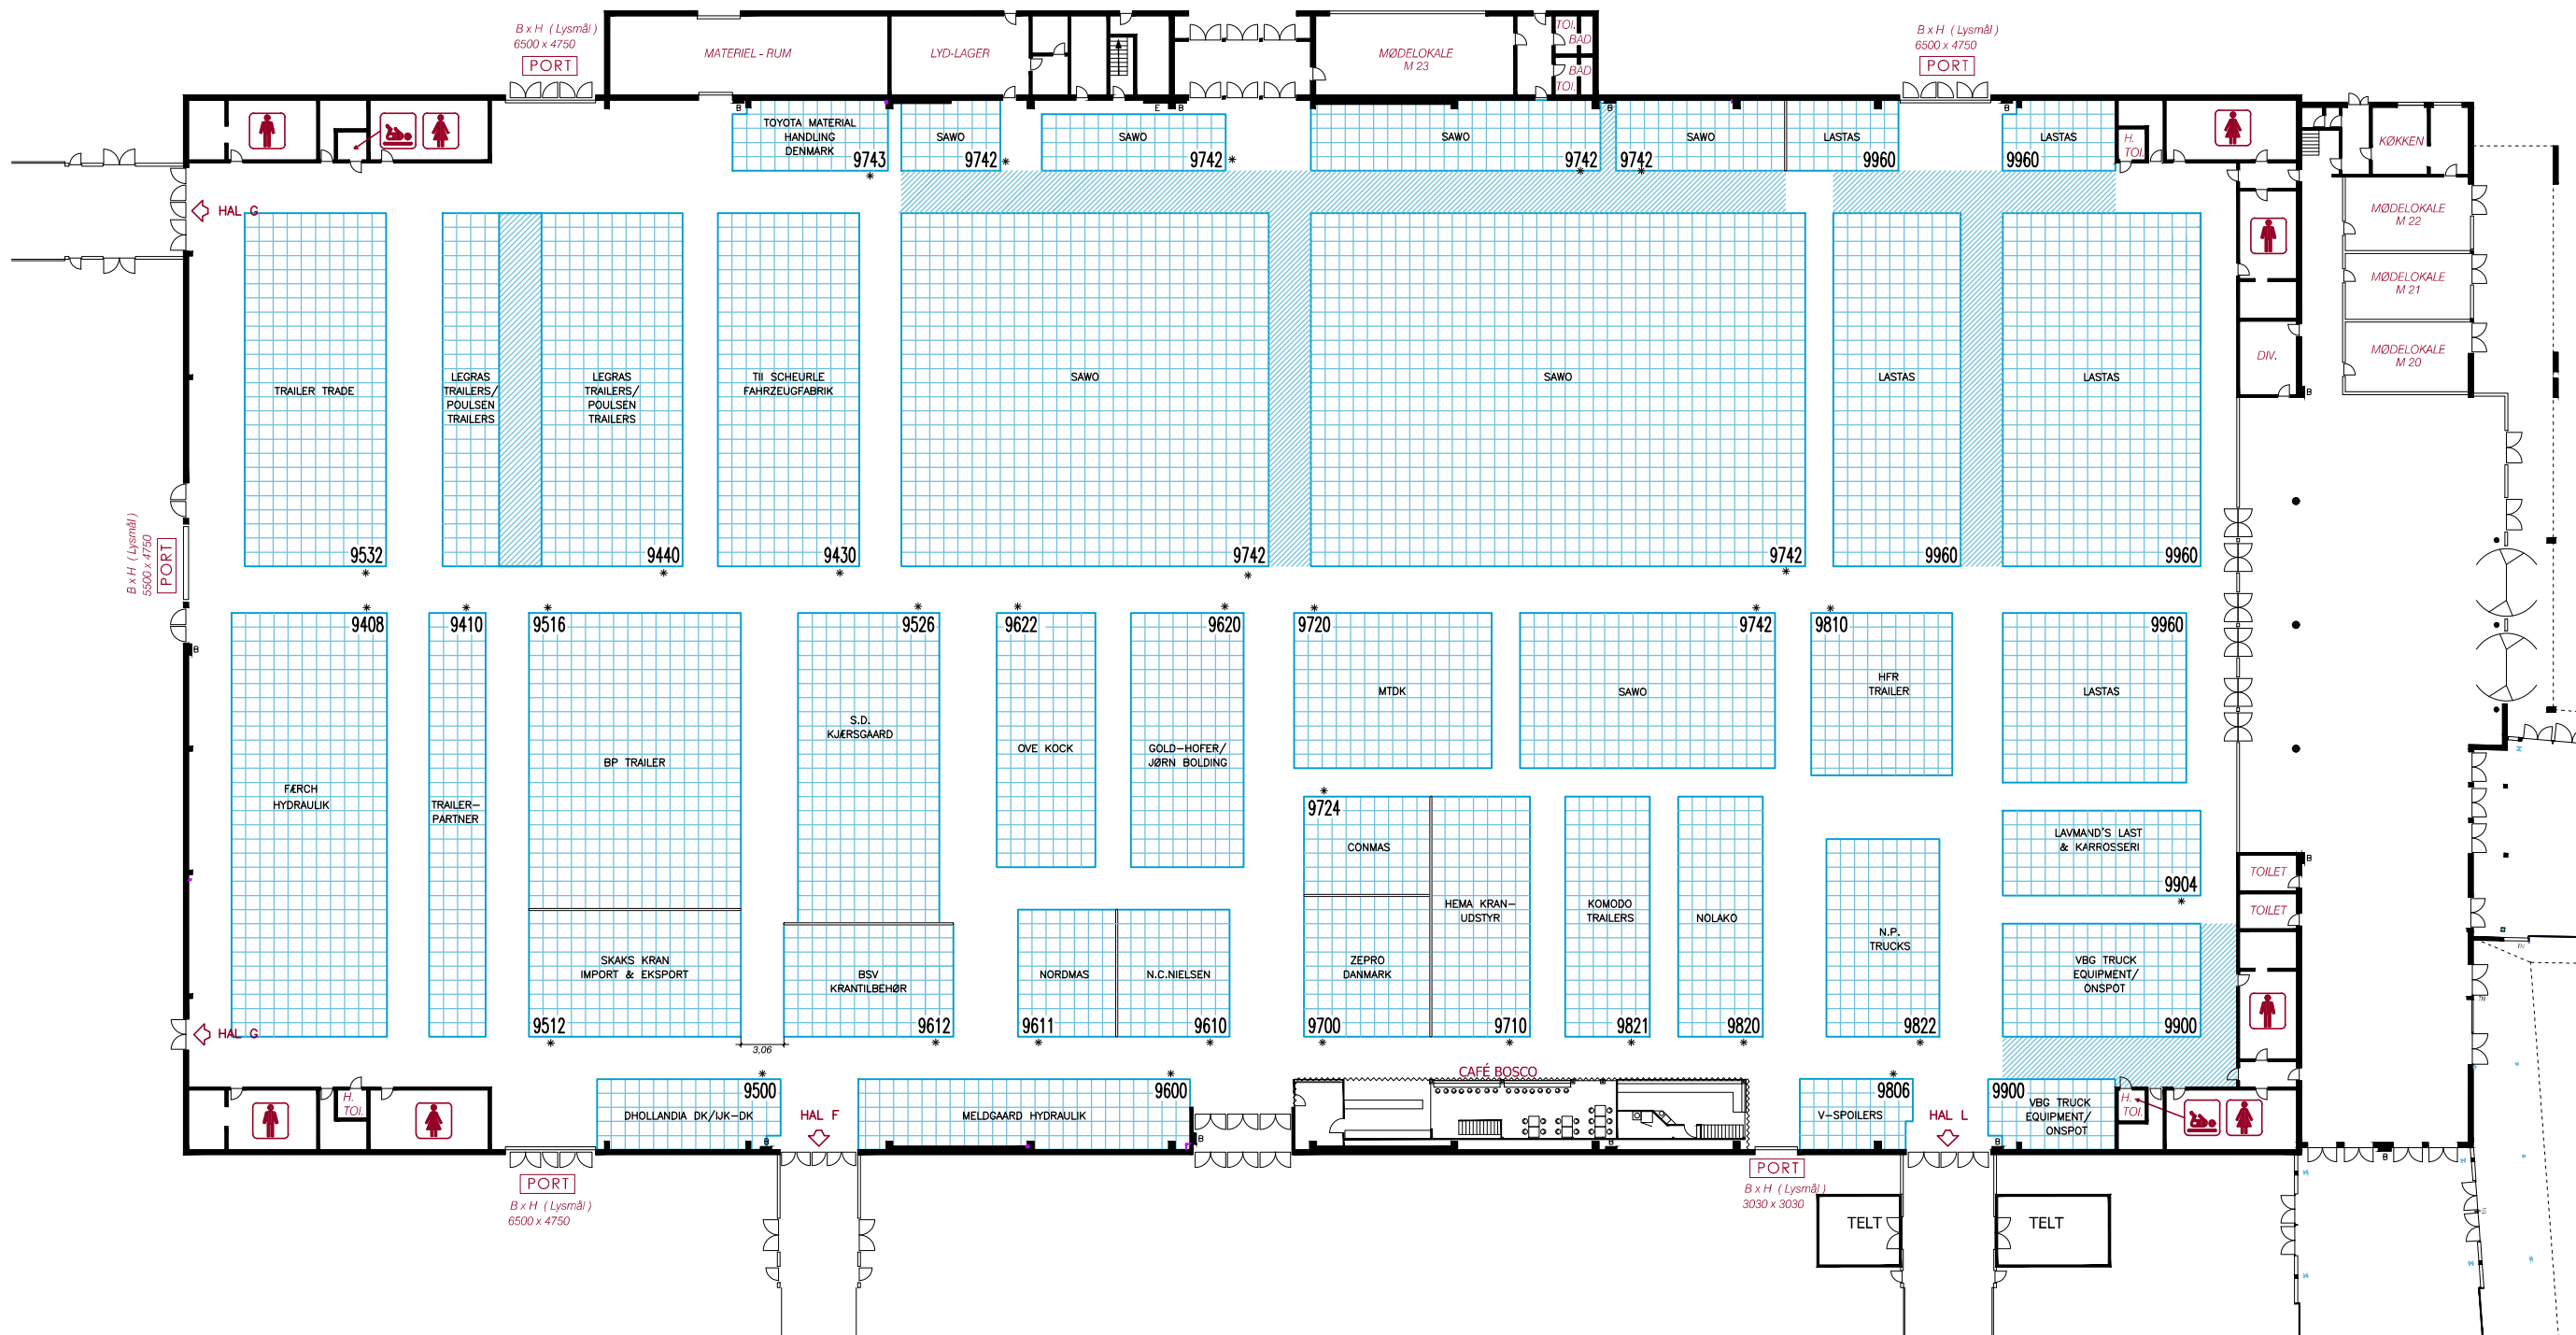 B x H ( Lysmål )
6500 x 4750
PORT
MATERIEL - RUM
LYD-LAGER
MØDELOKALE
M 23
TOI.
BAD
BAD
TOI.
B x H ( Lysmål )
6500 x 4750
PORT
B
E
B
B
B
TOYOTA MATERIAL
HANDLING
DENMARK
9743
SAWO
9742
SAWO
9742
SAWO
9742
SAWO
9742
LASTAS
9960
LASTAS
9960
H.
TOI.
KØKKEN
HAL G
MØDELOKALE
M 22
MØDELOKALE
M 21
MØDELOKALE
M 20
DIV.
B
TRAILER TRADE
9532
LEGRAS
TRAILERS/
POULSEN
TRAILERS
LEGRAS
TRAILERS/
POULSEN
TRAILERS
9440
TII SCHEURLE
FAHRZEUGFABRIK
9430
SAWO
9742
SAWO
9742
LASTAS
9960
LASTAS
9960
B x H ( Lysmål )
5500 x 4750
PORT
B
9408
FÆRCH
HYDRAULIK
9410
TRAILER-
PARTNER
9516
BP TRAILER
9526
S.D.
KJÆRSGAARD
9622
OVE KOCK
9620
GOLD-HOFER/
JØRN BOLDING
9720
MTDK
9742
SAWO
9810
HFR
TRAILER
9960
LASTAS
9724
CONMAS
HEMA KRAN-
UDSTYR
9710
KOMODO
TRAILERS
9821
NOLAKO
9820
N.P.
TRUCKS
9822
LAVMAND'S LAST
& KARROSSERI
9904
B
TOILET
TOILET
SKAKS KRAN
IMPORT & EKSPORT
9512
BSV
KRANTILBEHØR
9612
NORDMAS
9611
N.C.NIELSEN
9610
ZEPRO
DANMARK
9700
VBG TRUCK
EQUIPMENT/
ONSPOT
9900
HAL G
3,06
H.
TOI.
9500
DHOLLANDIA DK/IJK-DK
B
HAL F
9600
MELDGAARD HYDRAULIK
B
CAFÉ BOSCO
B
9806
V-SPOILERS
HAL L
9900
VBG TRUCK
EQUIPMENT/
ONSPOT
B
H.
TOI.
B
PORT
B x H ( Lysmål )
6500 x 4750
PORT
B x H ( Lysmål )
3030 x 3030
TELT
TELT